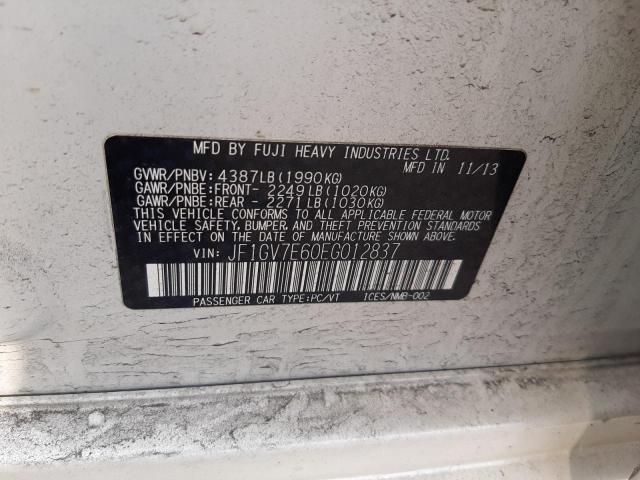 MFD BY FUJI HEAVY INDUSTRIES LTD.
MFD IN 11/13
GVWR/PNBV: 4387LB(1990KG)
GAWR/PNBE:FRONT- 2249LB(1020KG)
GAWR/PNBE:REAR - 2271LB(1030KG)
THIS VEHICLE CONFORMS TO ALL APPLICABLE FEDERAL MOTOR
VEHICLE SAFETY, BUMPER, AND THEFT PREVENTION STANDARDS
IN EFFECT ON THE DATE OF MANUFACTURE SHOWN ABOVE.
VIN: JF1GV7E60EG012837
PASSENGER CAR TYPE:PC/VT ICES/NMB-002